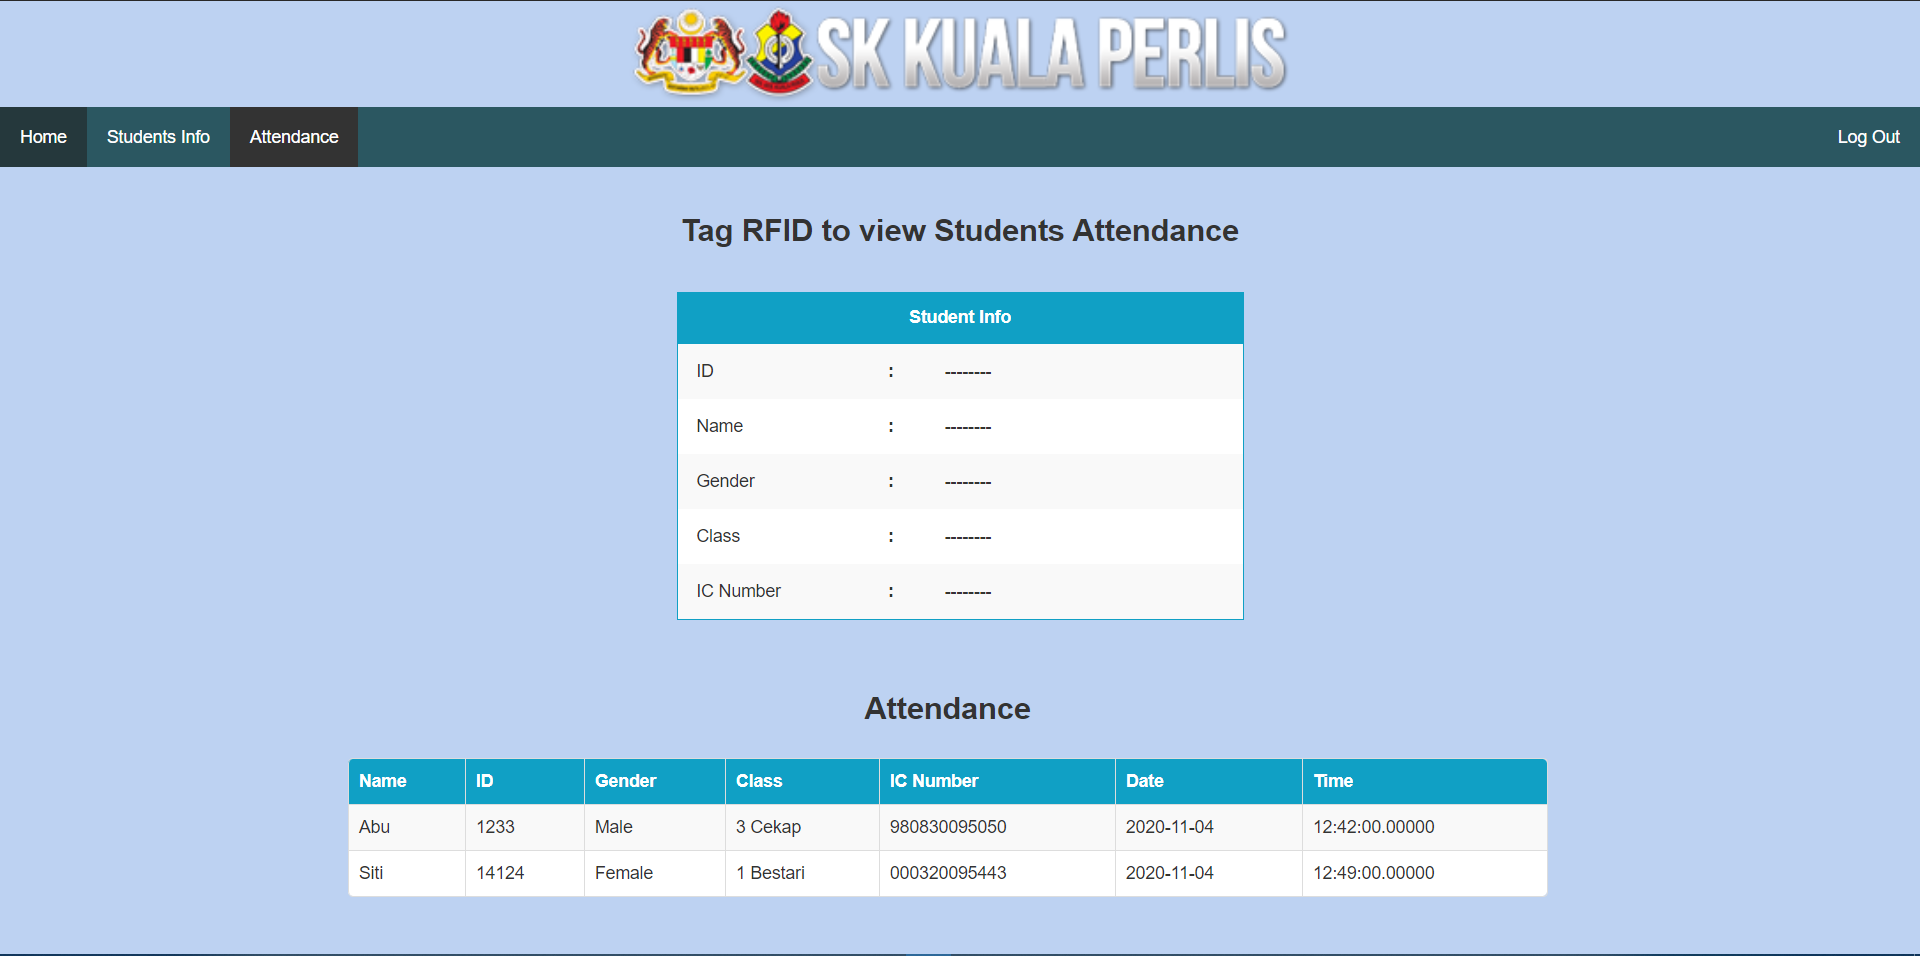 SK KUALA PERLIS
Home Students Info Attendance Log Out
Tag RFID to view Students Attendance
Student Info
ID : --------
Name : --------
Gender : --------
Class : --------
IC Number : --------
Attendance
Name ID Gender Class IC Number Date Time
Abu 1233 Male 3 Cekap 980830095050 2020-11-04 12:42:00.00000
Siti 14124 Female 1 Bestari 000320095443 2020-11-04 12:49:00.00000